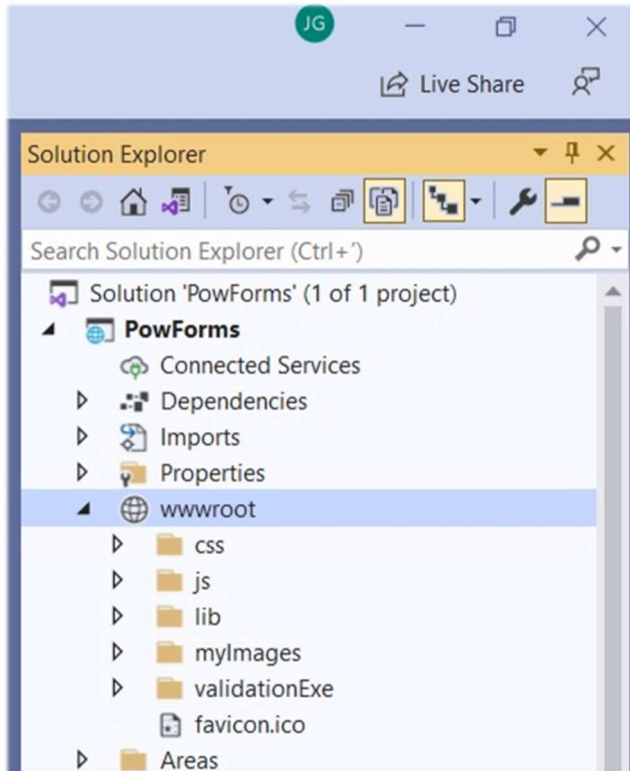 JG
Live Share
Solution Explorer
Search Solution Explorer (Ctrl+')
Solution 'PowForms' (1 of 1 project)
PowForms
Connected Services
Dependencies
Imports
Properties
wwwroot
css
js
lib
myImages
validationExe
favicon.ico
Areas